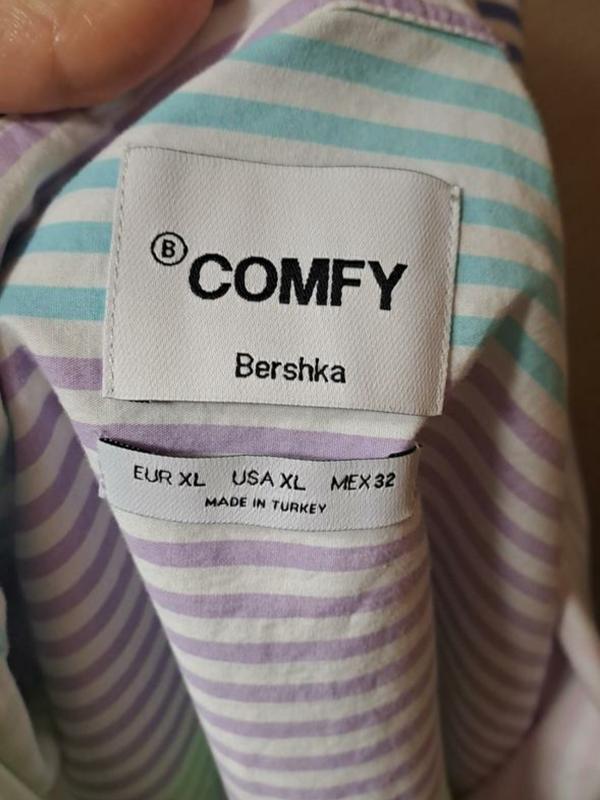 Ⓑ COMFY
Bershka
EUR XL USA XL MEX 32
MADE IN TURKEY